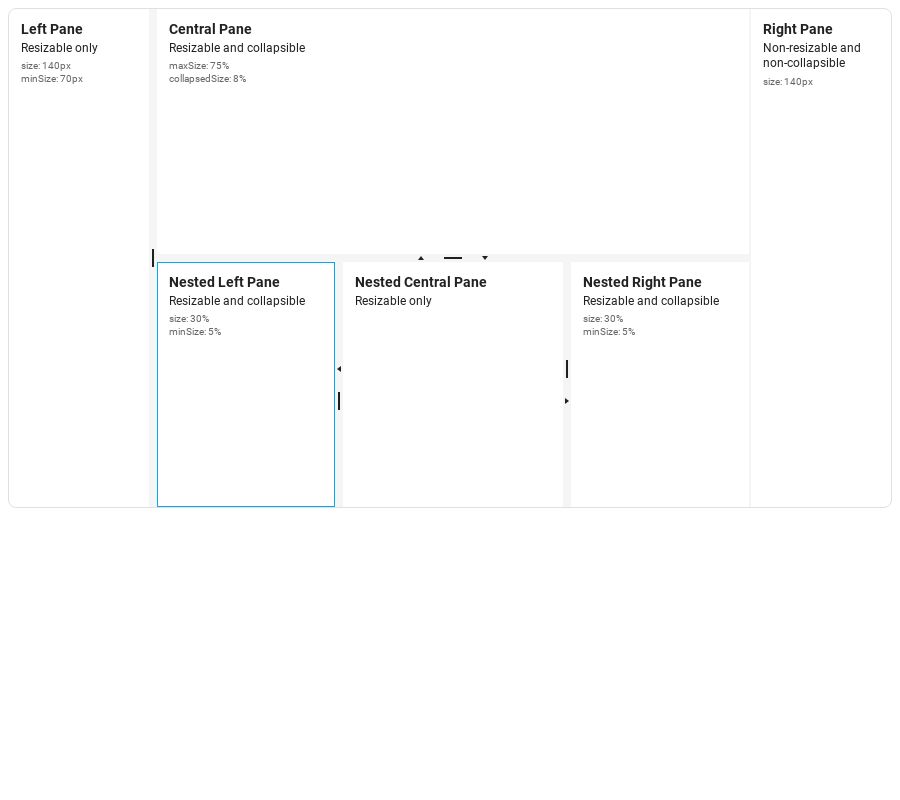 Left Pane
Resizable only
size: 140px
minSize: 70px
Central Pane
Resizable and collapsible
maxSize: 75%
collapsedSize: 8%
Right Pane
Non-resizable and
non-collapsible
size: 140px
Nested Left Pane
Resizable and collapsible
size: 30%
minSize: 5%
Nested Central Pane
Resizable only
Nested Right Pane
Resizable and collapsible
size: 30%
minSize: 5%